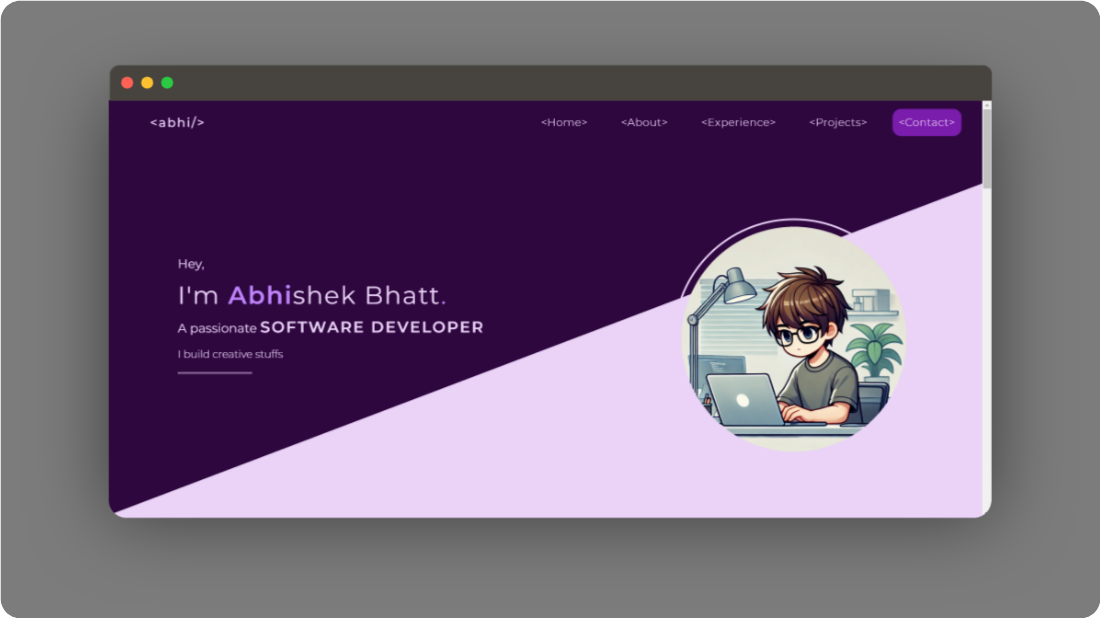 <abhi/>
<Home> <About> <Experience> <Projects> <Contact>
Hey,
I'm Abhishek Bhatt.
A passionate SOFTWARE DEVELOPER
I build creative stuffs